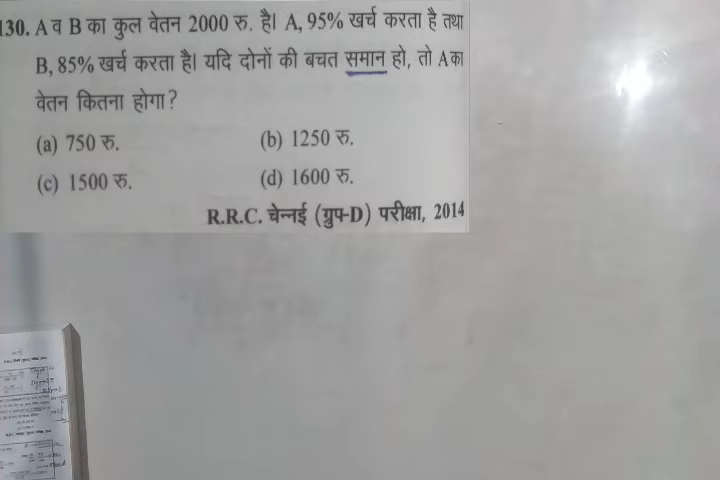 130. A व B का कुल वेतन 2000 रु. है। A, 95% खर्च करता है तथा
B, 85% खर्च करता है। यदि दोनों की बचत समान हो, तो A का
वेतन कितना होगा?
(a) 750 रु. (b) 1250 रु.
(c) 1500 रु. (d) 1600 रु.
R.R.C. चेन्नई (ग्रुप-D) परीक्षा, 2014